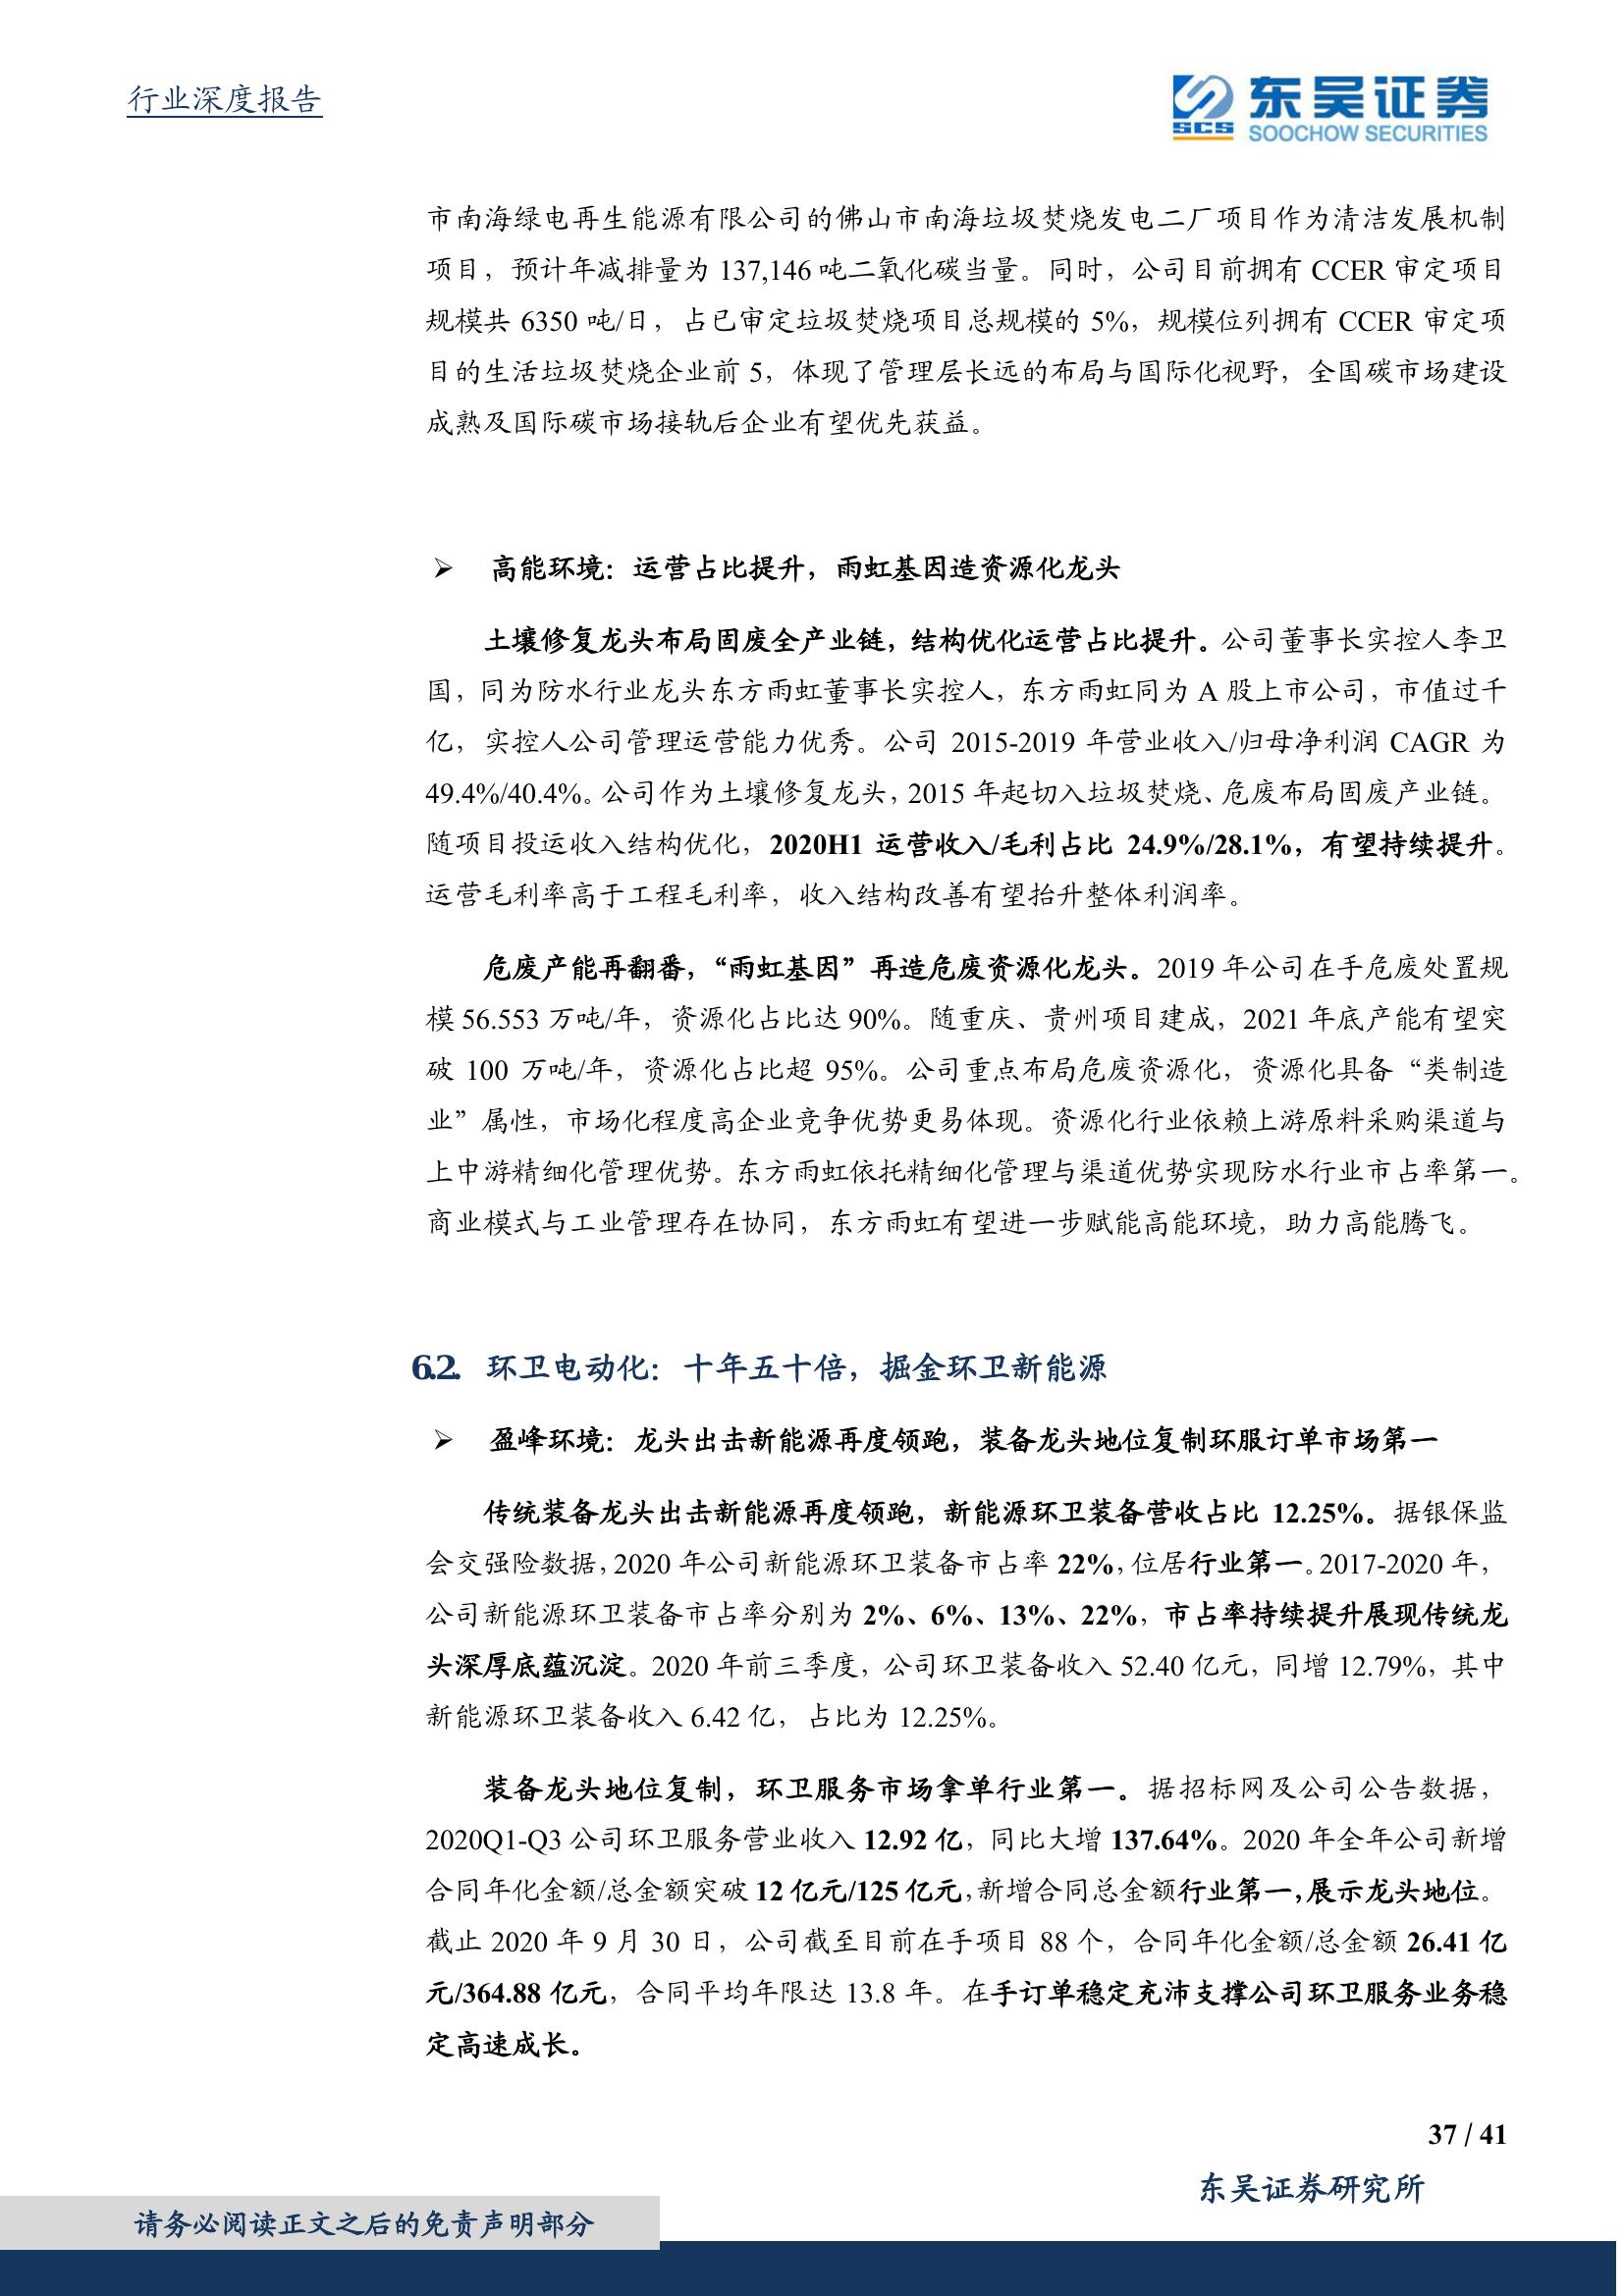 行业深度报告
SCS 东吴证券
SOOCHOW SECURITIES
市南海绿电再生能源有限公司的佛山市南海垃圾焚烧发电二厂项目作为清洁发展机制
项目，预计年减排量为 137,146 吨二氧化碳当量。同时，公司目前拥有 CCER 审定项目
规模共 6350 吨/日，占已审定垃圾焚烧项目总规模的 5%，规模位列拥有 CCER 审定项
目的生活垃圾焚烧企业前 5，体现了管理层长远的布局与国际化视野，全国碳市场建设
成熟及国际碳市场接轨后企业有望优先获益。
➢ 高能环境：运营占比提升，雨虹基因造资源化龙头
土壤修复龙头布局固废全产业链，结构优化运营占比提升。公司董事长实控人李卫
国，同为防水行业龙头东方雨虹董事长实控人，东方雨虹同为 A 股上市公司，市值过千
亿，实控人公司管理运营能力优秀。公司 2015-2019 年营业收入/归母净利润 CAGR 为
49.4%/40.4%。公司作为土壤修复龙头，2015 年起切入垃圾焚烧、危废布局固废产业链。
随项目投运收入结构优化，2020H1 运营收入/毛利占比 24.9%/28.1%，有望持续提升。
运营毛利率高于工程毛利率，收入结构改善有望抬升整体利润率。
危废产能再翻番，“雨虹基因”再造危废资源化龙头。2019 年公司在手危废处置规
模 56.553 万吨/年，资源化占比达 90%。随重庆、贵州项目建成，2021 年底产能有望突
破 100 万吨/年，资源化占比超 95%。公司重点布局危废资源化，资源化具备“类制造
业”属性，市场化程度高企业竞争优势更易体现。资源化行业依赖上游原料采购渠道与
上中游精细化管理优势。东方雨虹依托精细化管理与渠道优势实现防水行业市占率第一。
商业模式与工业管理存在协同，东方雨虹有望进一步赋能高能环境，助力高能腾飞。
6.2. 环卫电动化：十年五十倍，掘金环卫新能源
➢ 盈峰环境：龙头出击新能源再度领跑，装备龙头地位复制环服订单市场第一
传统装备龙头出击新能源再度领跑，新能源环卫装备营收占比 12.25%。据银保监
会交强险数据，2020 年公司新能源环卫装备市占率 22%，位居行业第一。2017-2020 年，
公司新能源环卫装备市占率分别为 2%、6%、13%、22%，市占率持续提升展现传统龙
头深厚底蕴沉淀。2020 年前三季度，公司环卫装备收入 52.40 亿元，同增 12.79%，其中
新能源环卫装备收入 6.42 亿，占比为 12.25%。
装备龙头地位复制，环卫服务市场拿单行业第一。据招标网及公司公告数据，
2020Q1-Q3 公司环卫服务营业收入 12.92 亿，同比大增 137.64%。2020 年全年公司新增
合同年化金额/总金额突破 12 亿元/125 亿元，新增合同总金额行业第一，展示龙头地位。
截止 2020 年 9 月 30 日，公司截至目前在手项目 88 个，合同年化金额/总金额 26.41 亿
元/364.88 亿元，合同平均年限达 13.8 年。在手订单稳定充沛支撑公司环卫服务业务稳
定高速成长。
37 / 41
东吴证券研究所
请务必阅读正文之后的免责声明部分